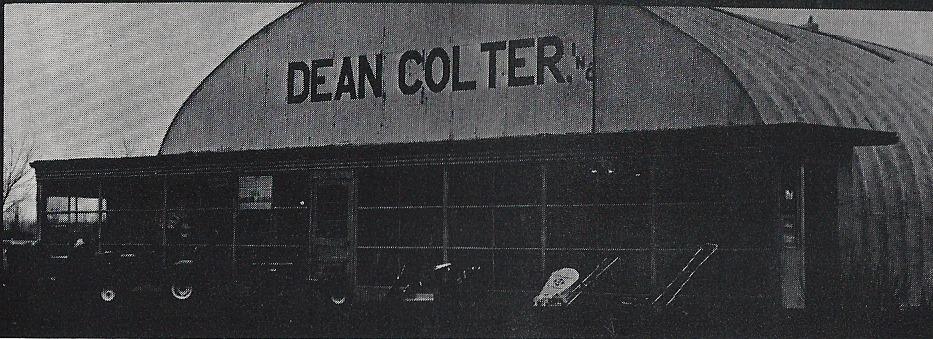 DEAN COLTER. INC